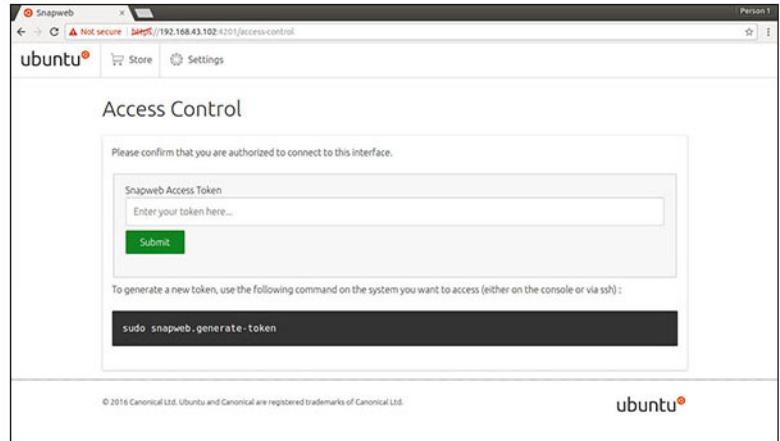 Snapweb
Person 1
Not secure | https://192.168.43.102:4201/access-control
ubuntu
Store
Settings
Access Control
Please confirm that you are authorized to connect to this interface.
Snapweb Access Token
Enter your token here...
Submit
To generate a new token, use the following command on the system you want to access (either on the console or via ssh) :
sudo snapweb.generate-token
© 2016 Canonical Ltd. Ubuntu and Canonical are registered trademarks of Canonical Ltd.
ubuntu